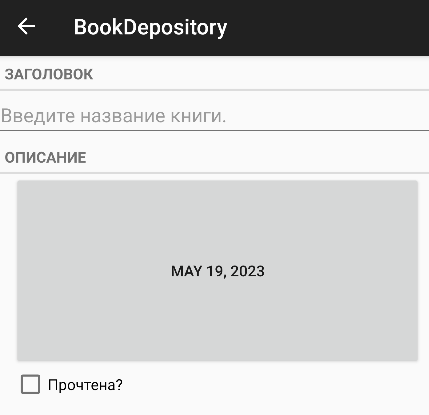 BookDepository
ЗАГОЛОВОК
Введите название книги.
ОПИСАНИЕ
MAY 19, 2023
Прочтена?